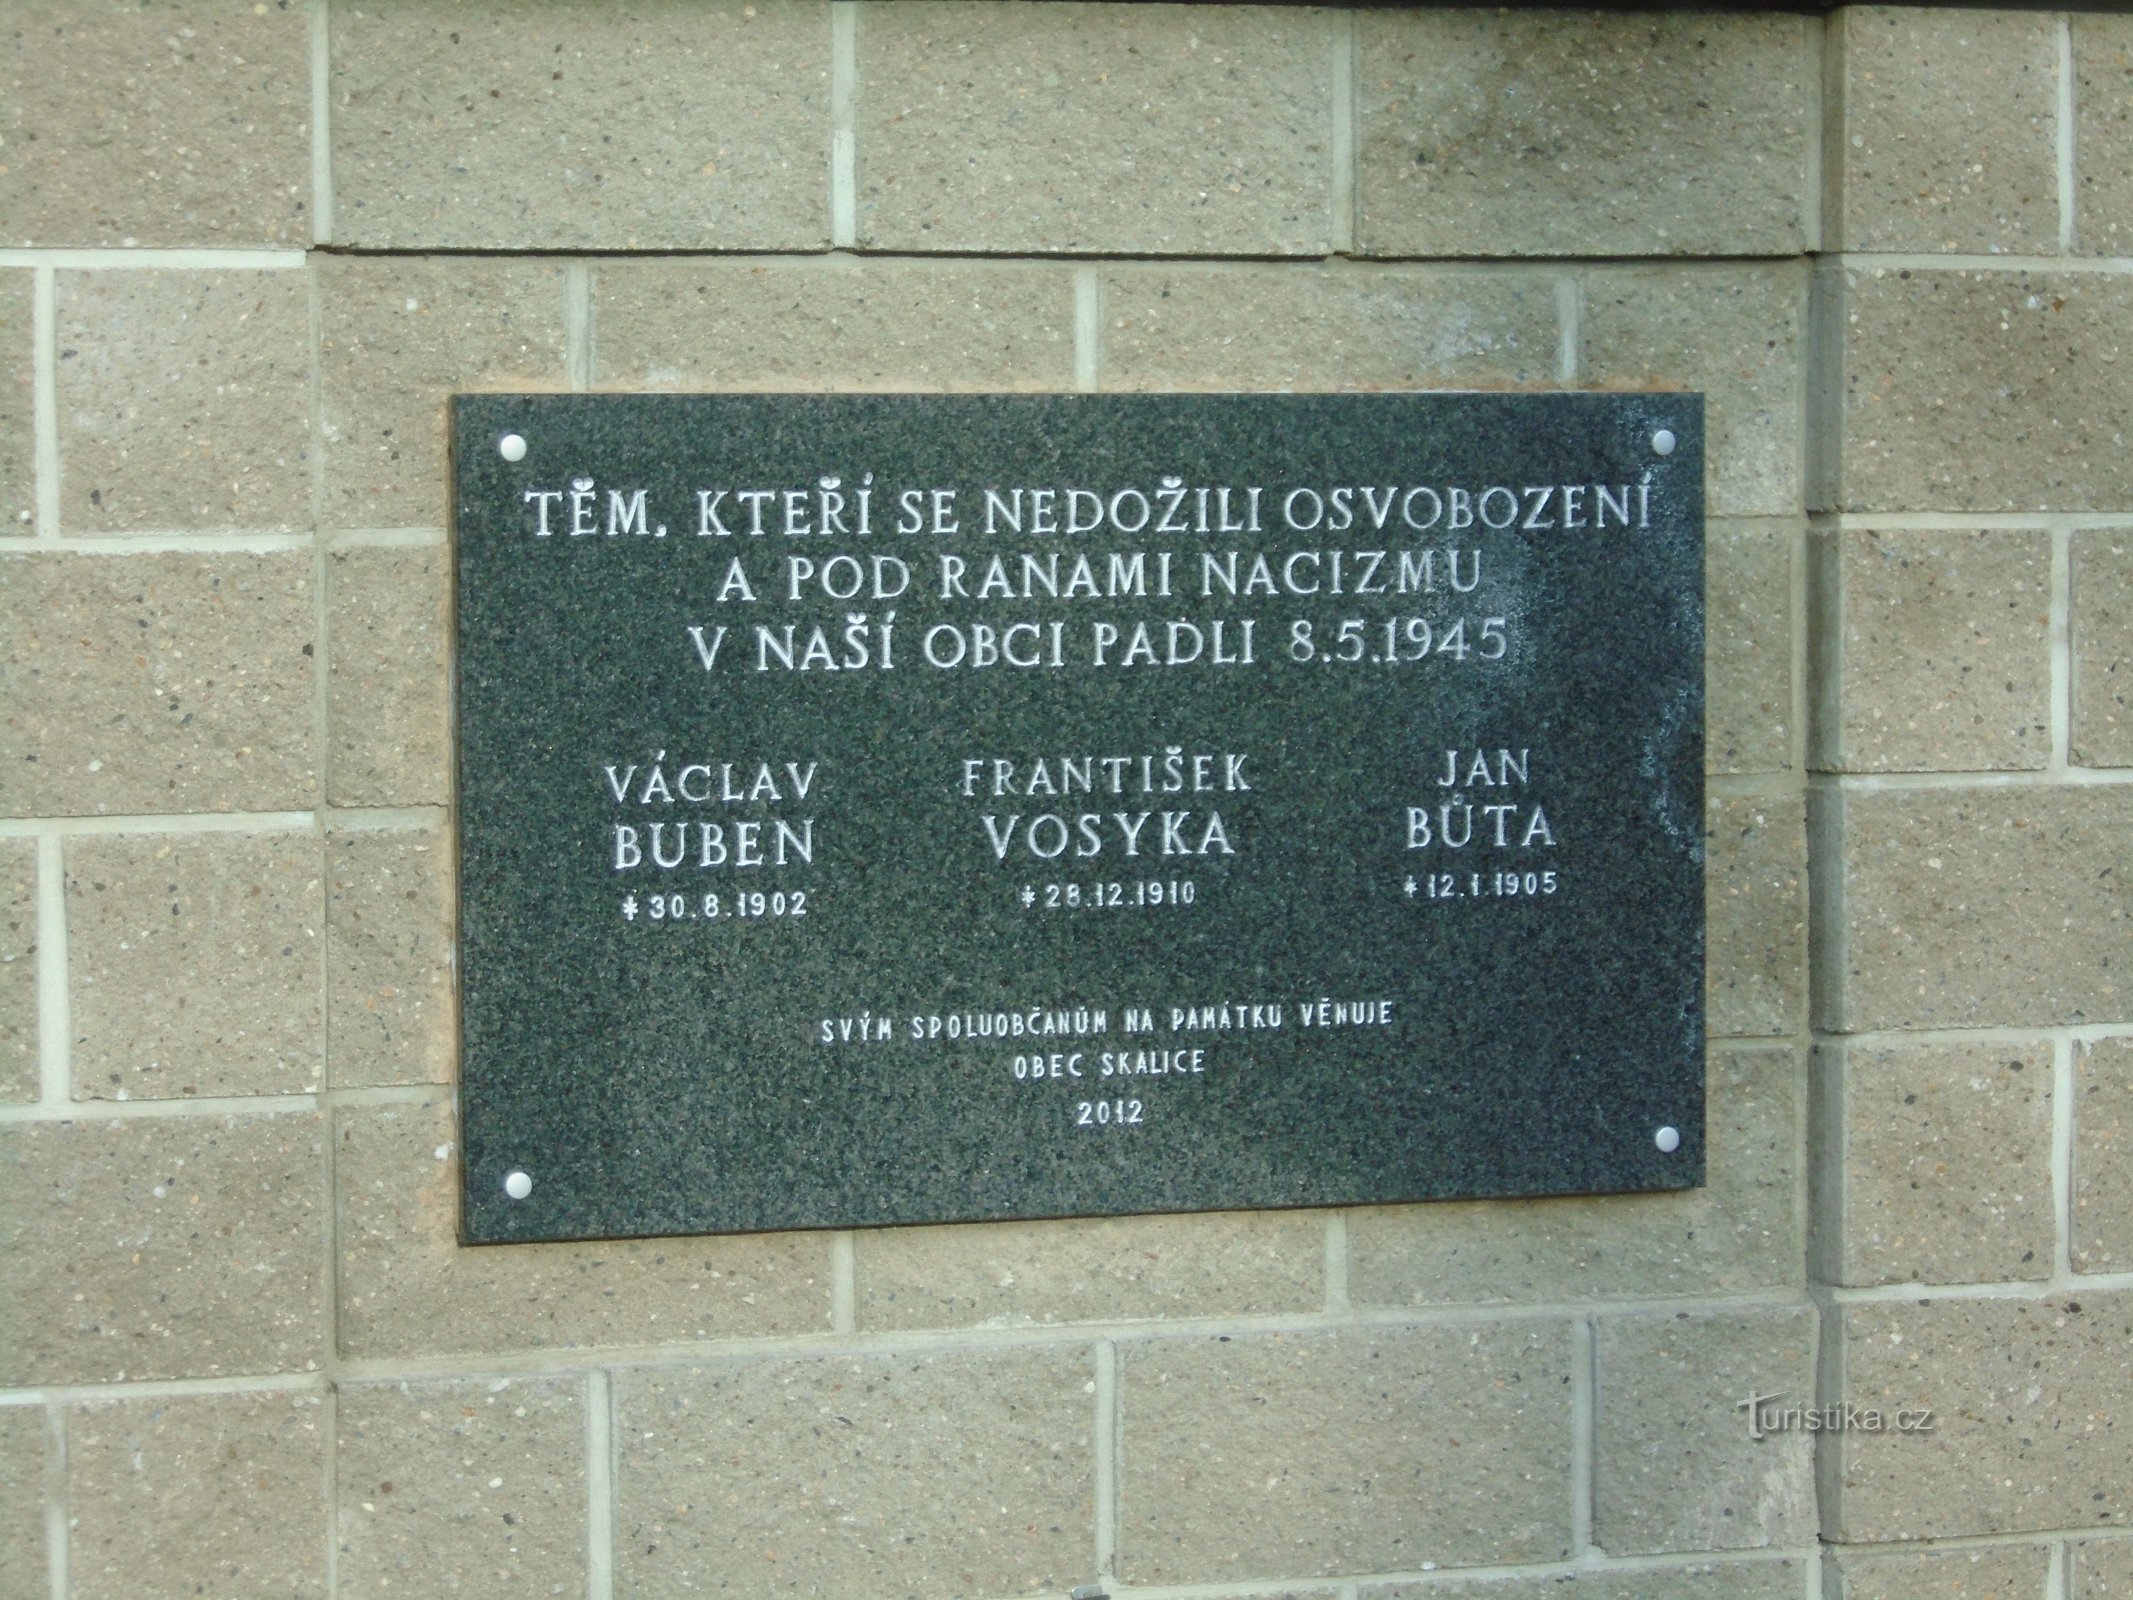 TĚM, KTEŘÍ SE NEDOŽILI OSVOBOZENÍ
A POD RANAMI NACIZMU
V NAŠÍ OBCI PADLI 8.5.1945
VÁCLAV
BUBEN
*30.8.1902
FRANTIŠEK
VOSYKA
*28.12.1910
JAN
BŮTA
*12.1.1905
SVÝM SPOLUOBČANŮM NA PAMÁTKU VĚNUJE
OBEC SKALICE
2012
Turistika.cz